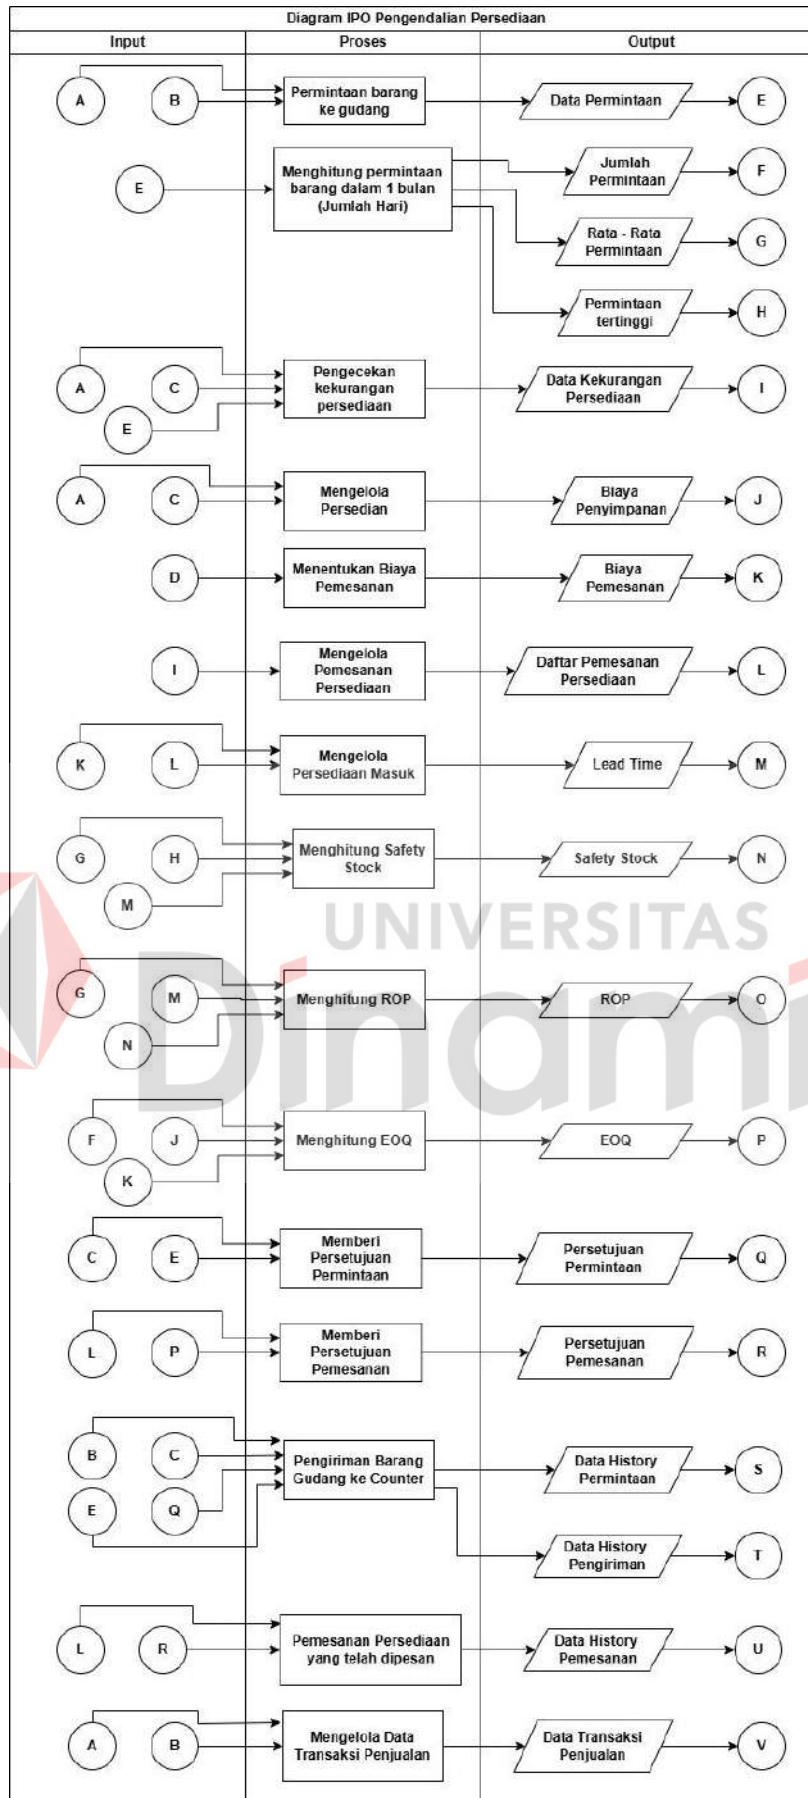 Diagram IPO Pengendalian Persediaan
Input
Proses
Output
A
B
Permintaan barang
ke gudang
Data Permintaan
E
E
Menghitung permintaan
barang dalam 1 bulan
(Jumlah Hari)
Jumlah
Permintaan
F
Rata - Rata
Permintaan
G
Permintaan
tertinggi
H
A
C
E
Pengecekan
kekurangan
persediaan
Data Kekurangan
Persediaan
I
A
C
Mengelola
Persedian
Biaya
Penyimpanan
J
D
Menentukan Biaya
Pemesanan
Biaya
Pemesanan
K
I
Mengelola
Pemesanan
Persediaan
Daftar Pemesanan
Persediaan
L
K
L
Mengelola
Persediaan Masuk
Lead Time
M
G
H
M
Menghitung Safety
Stock
Safety Stock
N
UNIVERSITAS
Dinami
G
M
N
Menghitung ROP
ROP
O
F
J
K
Menghitung EOQ
EOQ
P
C
E
Memberi
Persetujuan
Permintaan
Persetujuan
Permintaan
Q
L
P
Memberi
Persetujuan
Pemesanan
Persetujuan
Pemesanan
R
B
C
E
Q
Pengiriman Barang
Gudang ke Counter
Data History
Permintaan
S
Data History
Pengiriman
T
L
R
Pemesanan Persediaan
yang telah dipesan
Data History
Pemesanan
U
A
B
Mengelola Data
Transaksi Penjualan
Data Transaksi
Penjualan
V